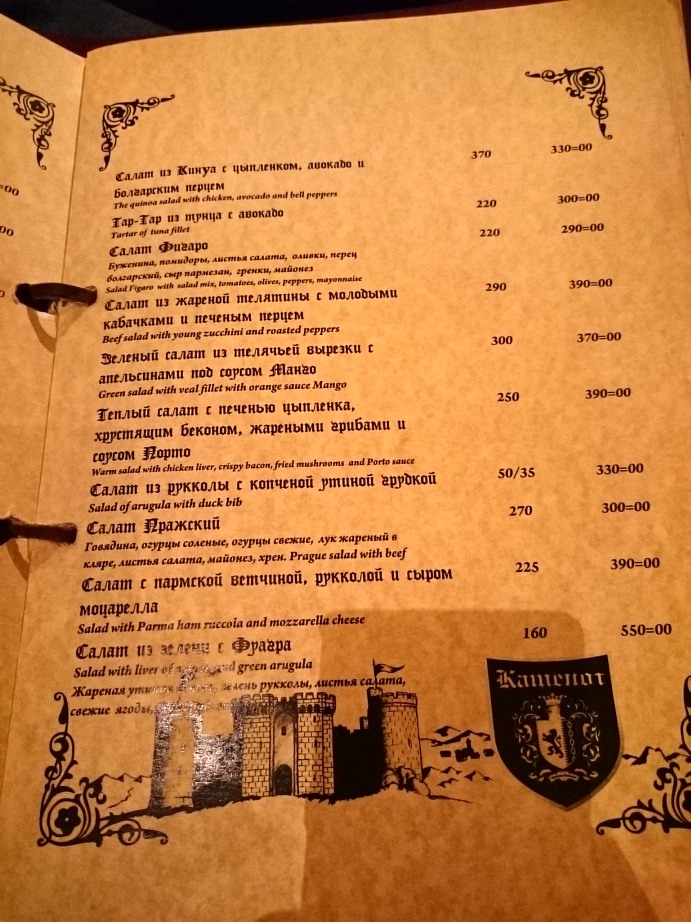 Салат из Кинуа с цыпленком, авокадо и 370 330=00
болгарским перцем
The quinoa salad with chicken, avocado and bell peppers
Тар-Тар из тунца с авокадо 220 300=00
Tartar of tuna fillet
Салат Фигаро 220 290=00
Буженина, помидоры, листья салата, оливки, перец
болгарский, сыр пармезан, гренки, майонез
Salad Figaro with salad mix, tomatoes, olives, peppers, mayonnaise
Салат из жареной телятины с молодыми 290 390=00
кабачками и печеным перцем
Beef salad with young zucchini and roasted peppers
Зеленый салат из телячьей вырезки с 300 370=00
апельсинами под соусом Манго
Green salad with veal fillet with orange sauce Mango
Теплый салат с печенью цыпленка, 250 390=00
хрустящим беконом, жареными грибами и
соусом Порто
Warm salad with chicken liver, crispy bacon, fried mushrooms and Porto sauce
Салат из рукколы с копченой утиной грудкой 50/35 330=00
Salad of arugula with duck bib
Салат Пражский 270 300=00
Говядина, огурцы соленые, огурцы свежие, лук жареный в
кляре, листья салата, майонез, хрен. Prague salad with beef
Салат с пармской ветчиной, рукколой и сыром 225 390=00
моцарелла
Salad with Parma ham ruccola and mozzarella cheese
Салат из зелени с Фуагра 160 550=00
Salad with liver of and green arugula
Жареная зелень рукколы, листья салата,
свежие ягоды,
Камелот